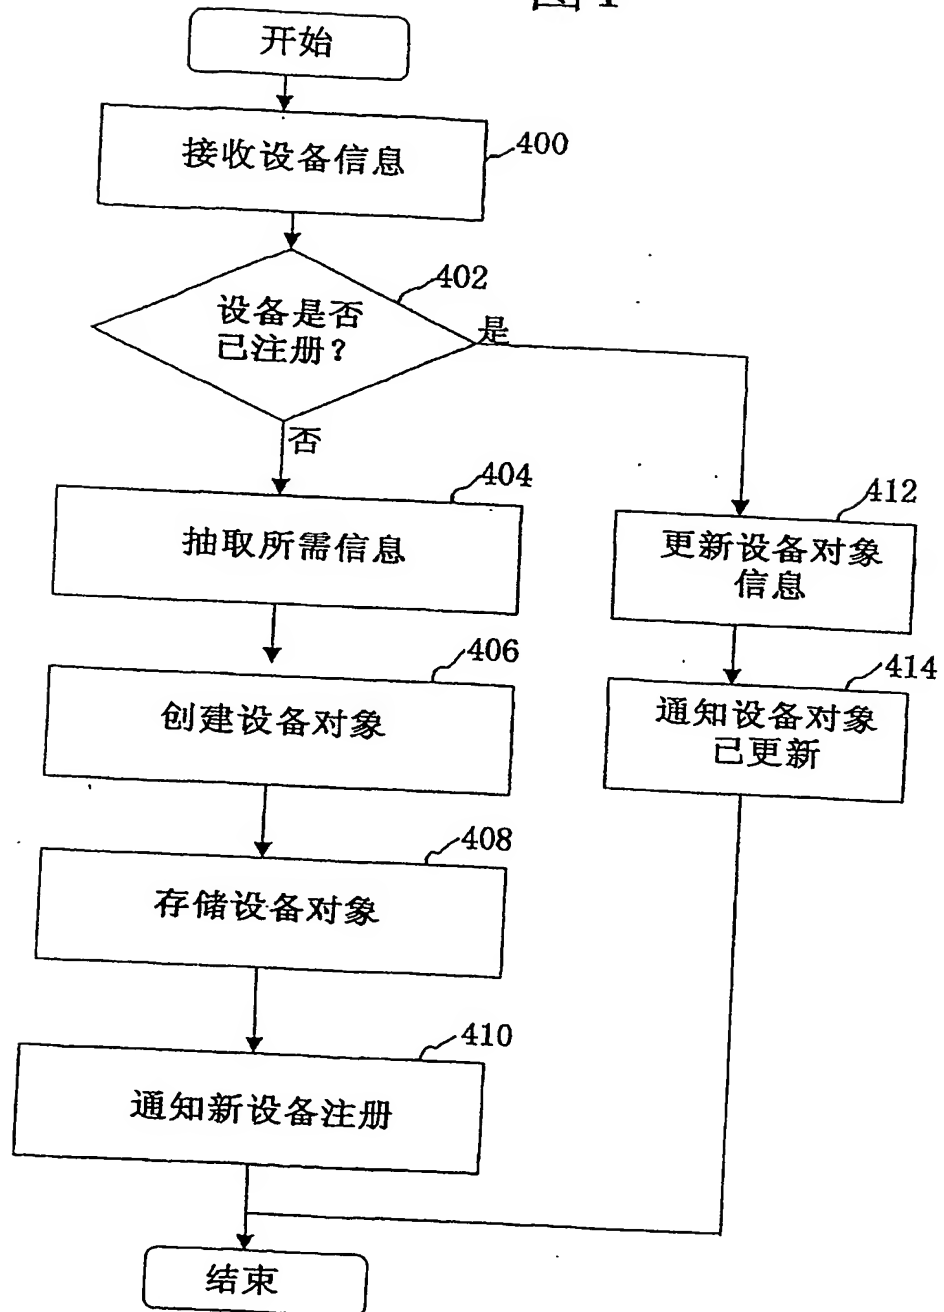 开始
接收设备信息
400
402
设备是否
已注册？
是
否
404
抽取所需信息
412
更新设备对象
信息
406
创建设备对象
414
通知设备对象
已更新
408
存储设备对象
410
通知新设备注册
结束